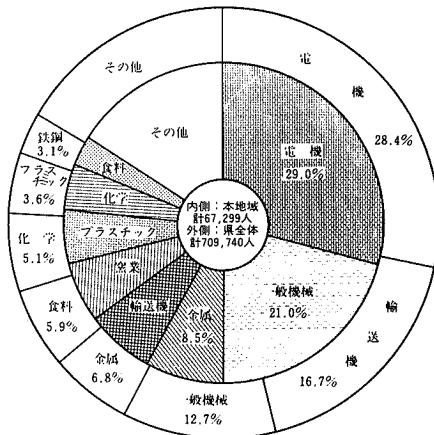 電機
28.4%
輸送機
16.7%
一般機械
12.7%
金属
6.8%
食料
5.9%
化学
5.1%
プラス
チック
3.6%
鉄鋼
3.1%
その他
電機
29.0%
一般機械
21.0%
金属
8.5%
輸送機
窯業
プラスチック
化学
食料
その他
内側：本地域
計67,299人
外側：県全体
計709,740人